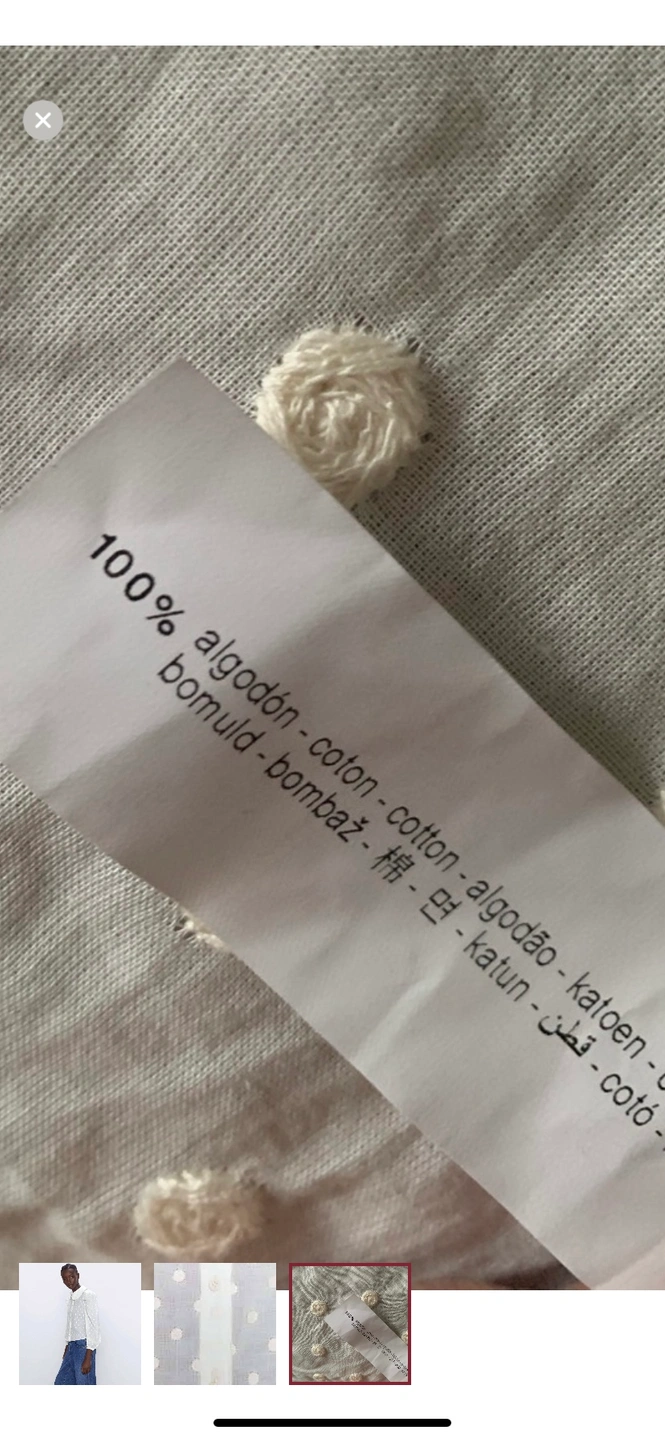 100% algodón - coton - cotton - algodão - katoen -
bomuld - bombaž - 棉 - 면 - katun - قطن - cotó -